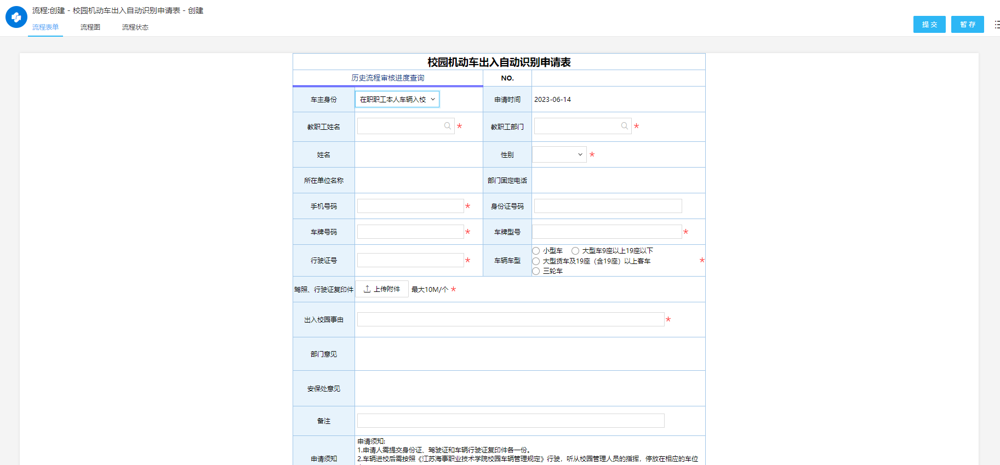 流程:创建 - 校园机动车出入自动识别申请表 - 创建
流程表单 流程图 流程状态
提 交 暂 存
校园机动车出入自动识别申请表
历史流程审核进度查询 NO.
车主身份 在职职工本人车辆入校 申请时间 2023-06-14
教职工姓名 * 教职工部门 *
姓名 性别 *
所在单位名称 部门固定电话
手机号码 * 身份证号码
车牌号码 * 车牌型号 *
行驶证号 * 车辆车型 小型车 大型车9座以上19座以下
大型货车及19座（含19座）以上客车 *
三轮车
驾照、行驶证复印件 上传附件 最大10M/个 *
出入校园事由 *
部门意见
安保处意见
备注
申请须知
申请须知:
1.申请人需提交身份证、驾驶证和车辆行驶证复印件各一份。
2.车辆进校后需按照《江苏海事职业技术学院校园车辆管理规定》行驶，听从校园管理人员的指挥，停放在相应的车位